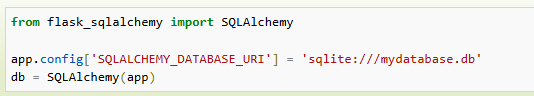 from flask_sqlalchemy import SQLAlchemy
app.config['SQLALCHEMY_DATABASE_URI'] = 'sqlite:///mydatabase.db'
db = SQLAlchemy(app)